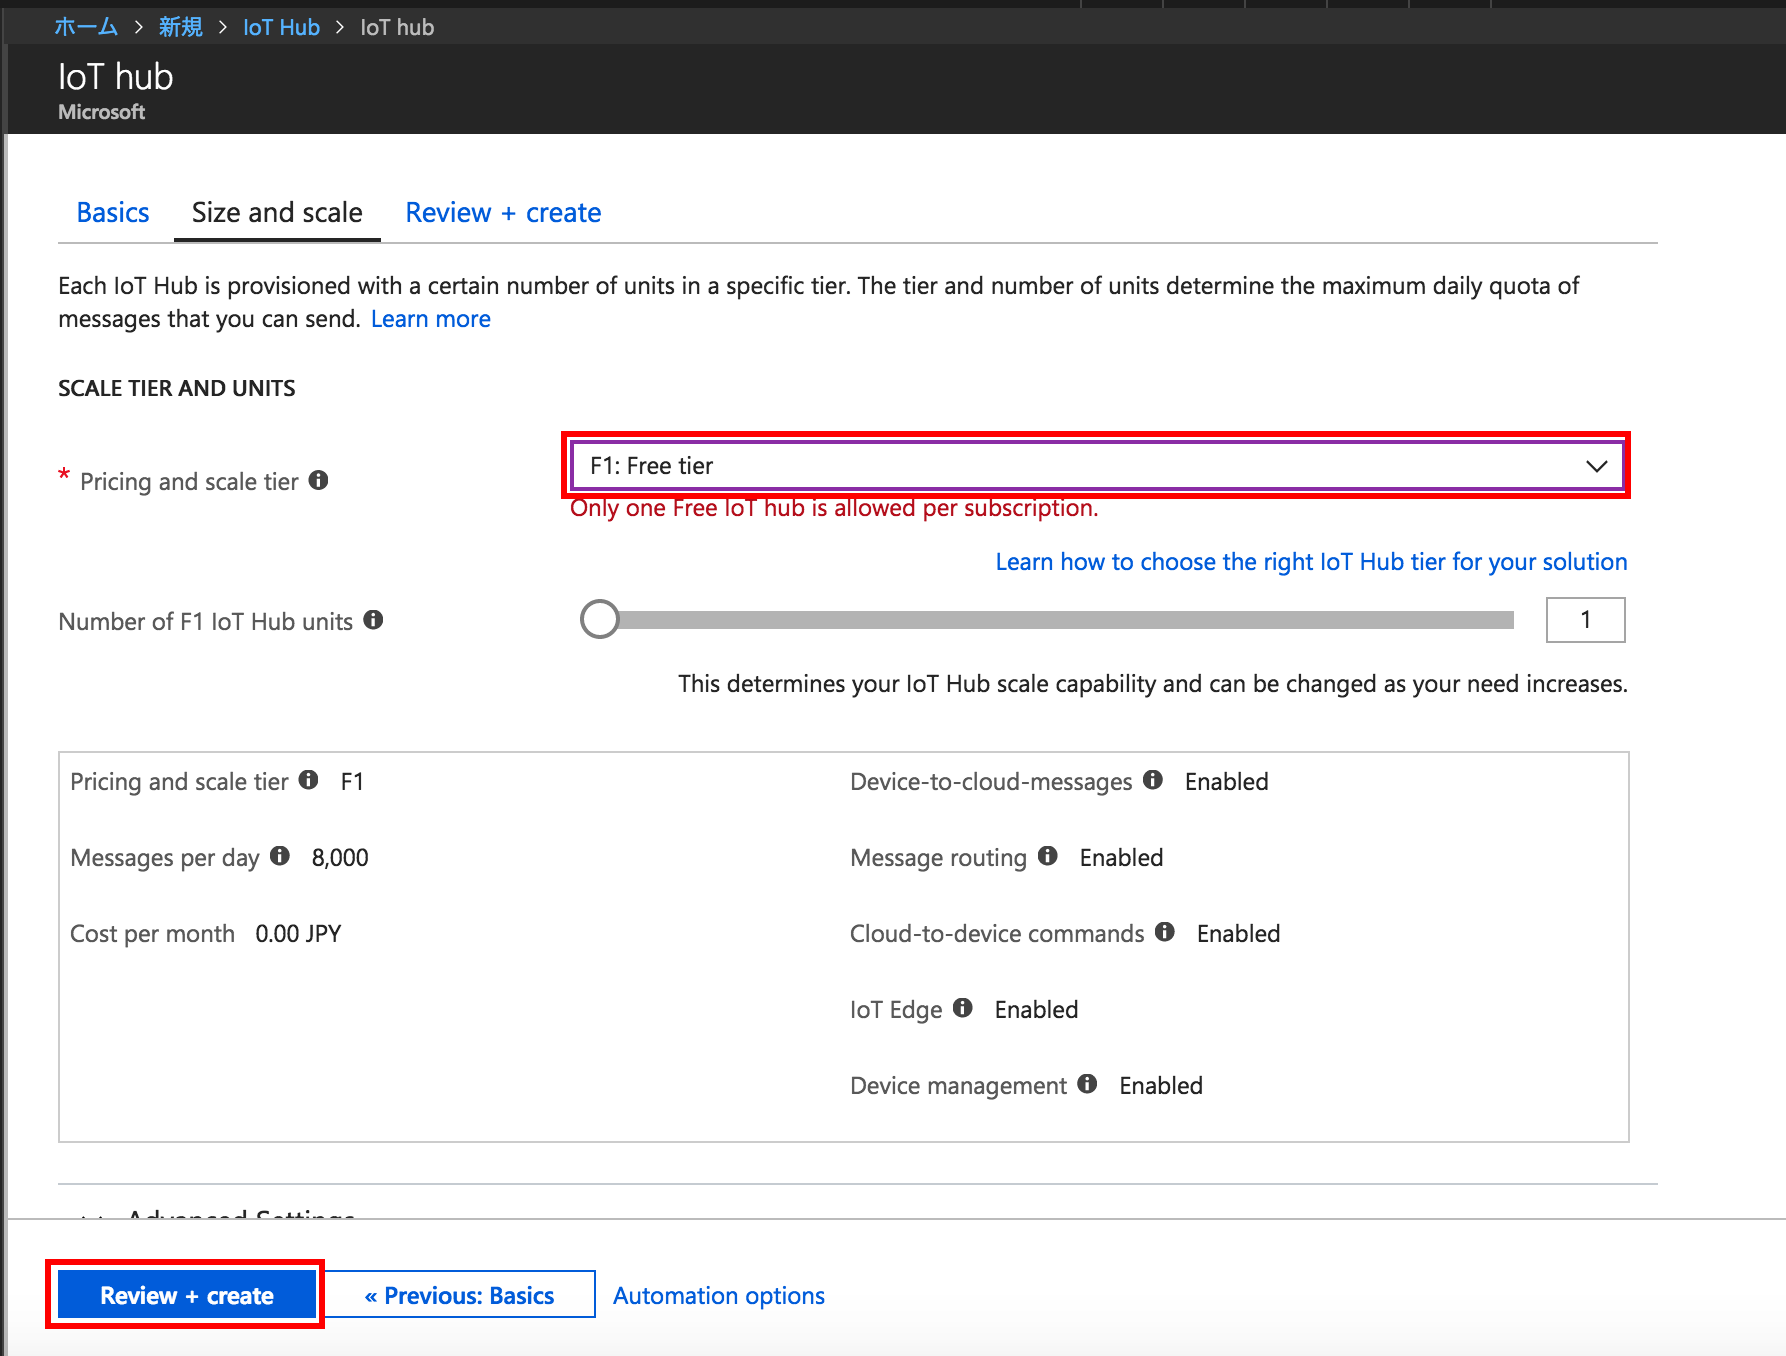 ホーム > 新規 > IoT Hub > IoT hub
IoT hub
Microsoft
Basics Size and scale Review + create
Each IoT Hub is provisioned with a certain number of units in a specific tier. The tier and number of units determine the maximum daily quota of
messages that you can send. Learn more
SCALE TIER AND UNITS
* Pricing and scale tier F1: Free tier
Only one Free IoT hub is allowed per subscription.
Learn how to choose the right IoT Hub tier for your solution
Number of F1 IoT Hub units 1
This determines your IoT Hub scale capability and can be changed as your need increases.
Pricing and scale tier F1 Device-to-cloud-messages Enabled
Messages per day 8,000 Message routing Enabled
Cost per month 0.00 JPY Cloud-to-device commands Enabled
IoT Edge Enabled
Device management Enabled
Advanced Settings
Review + create « Previous: Basics Automation options